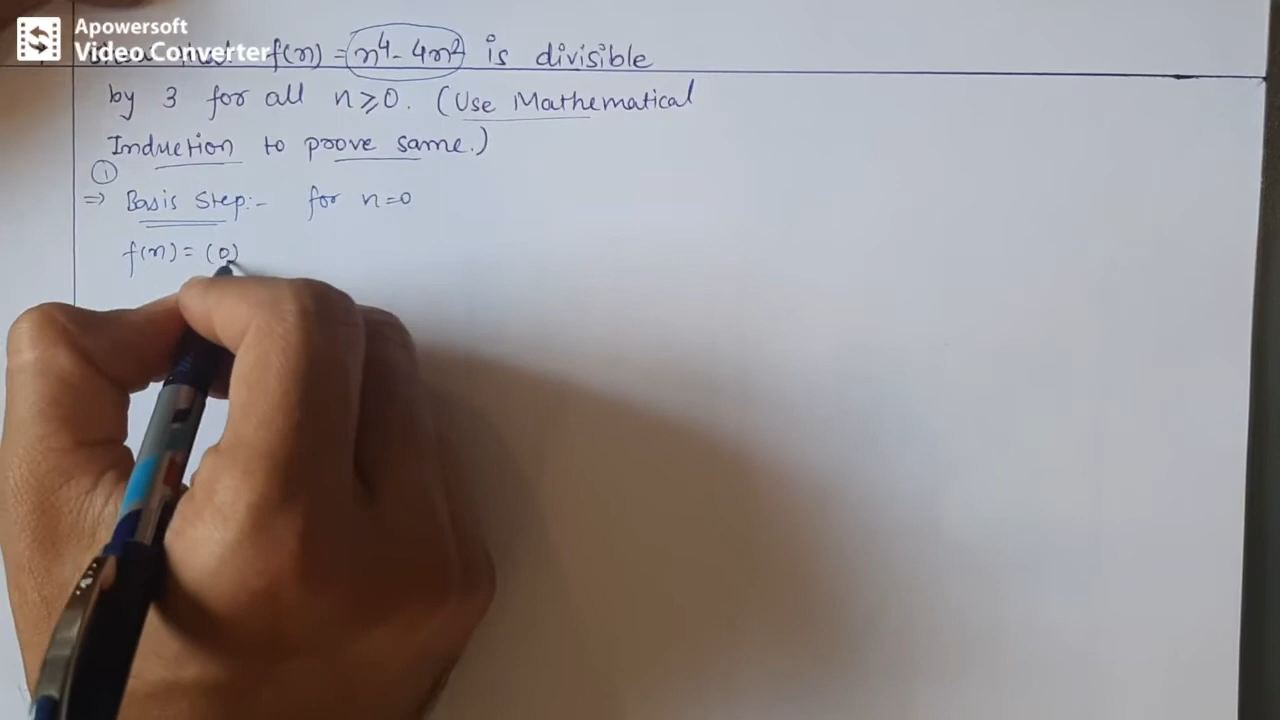 Apowersoft
Video Converter
f(n) = n⁴ - 4n² is divisible
by 3 for all n ≥ 0. (Use Mathematical
Induction to prove same.)
①
⇒ Basis Step:- for n=0
f(n) = (0)